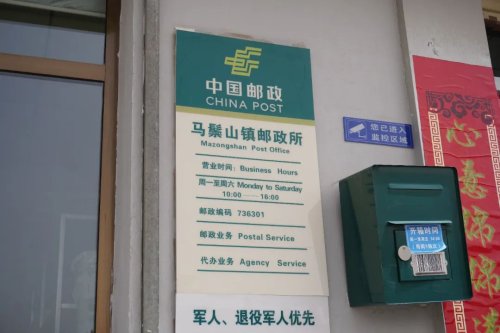 中国邮政
CHINA POST
马鬃山镇邮政所
Mazongshan Post Office
营业时间：Business Hours
周一至周六 Monday to Saturday
10:00——16:00
邮政编码 736301
邮政业务 Postal Service
代办业务 Agency Service
军人、退役军人优先
您已进入
监控区域
开箱时间
心意